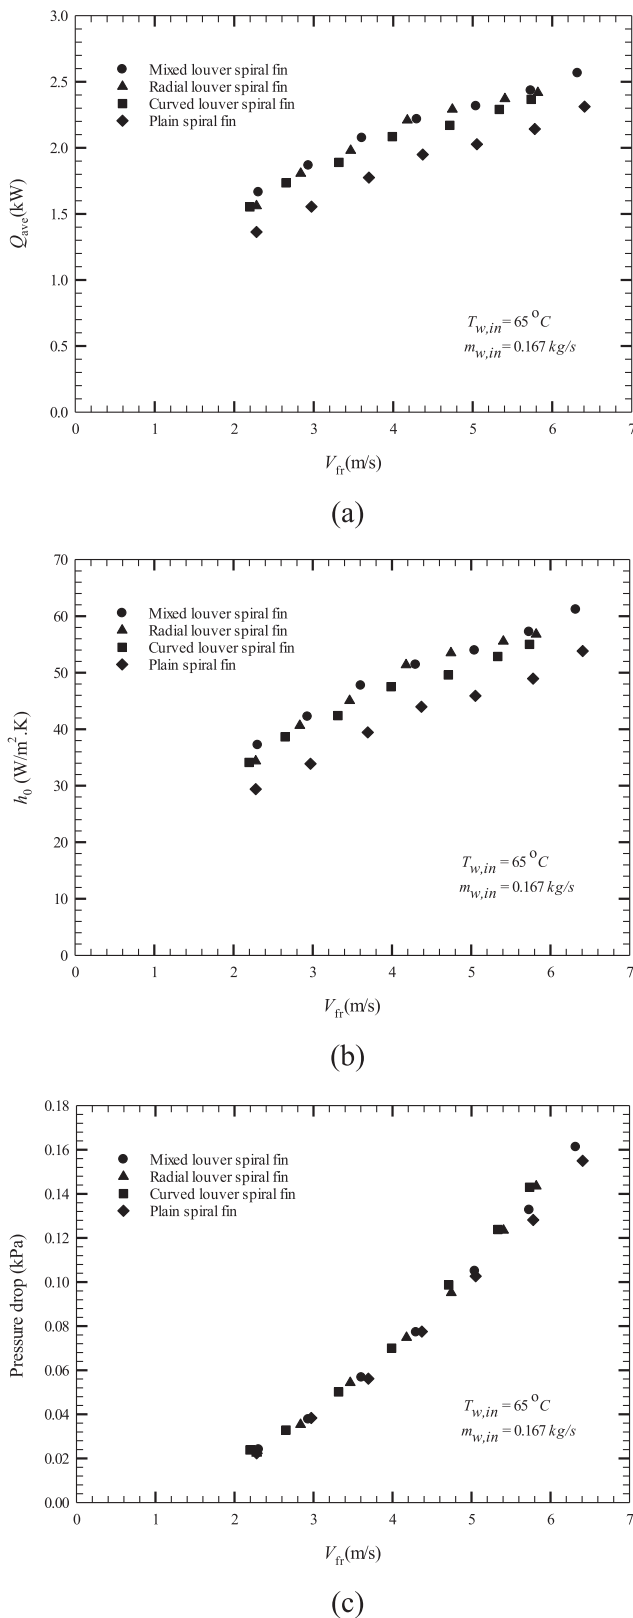 3.0
Mixed louver spiral fin
Radial louver spiral fin
Curved louver spiral fin
Plain spiral fin
2.5
2.0
1.5
1.0
0.5
0.0
Q_ave(kW)
T_w,in = 65 °C
m_w,in = 0.167 kg/s
0 1 2 3 4 5 6 7
V_fr(m/s)
(a)
70
Mixed louver spiral fin
Radial louver spiral fin
Curved louver spiral fin
Plain spiral fin
60
50
40
30
20
10
0
h_0 (W/m².K)
T_w,in = 65 °C
m_w,in = 0.167 kg/s
0 1 2 3 4 5 6 7
V_fr(m/s)
(b)
0.18
Mixed louver spiral fin
Radial louver spiral fin
Curved louver spiral fin
Plain spiral fin
0.16
0.14
0.12
0.10
0.08
0.06
0.04
0.02
0.00
Pressure drop (kPa)
T_w,in = 65 °C
m_w,in = 0.167 kg/s
0 1 2 3 4 5 6 7
V_fr(m/s)
(c)